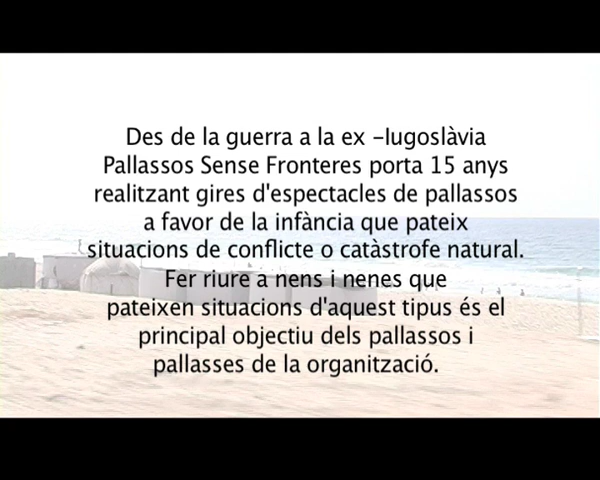 Des de la guerra a la ex -Iugoslàvia
Pallassos Sense Fronteres porta 15 anys
realitzant gires d'espectacles de pallassos
a favor de la infància que pateix
situacions de conflicte o catàstrofe natural.
Fer riure a nens i nenes que
pateixen situacions d'aquest tipus és el
principal objectiu dels pallassos i
pallasses de la organització.